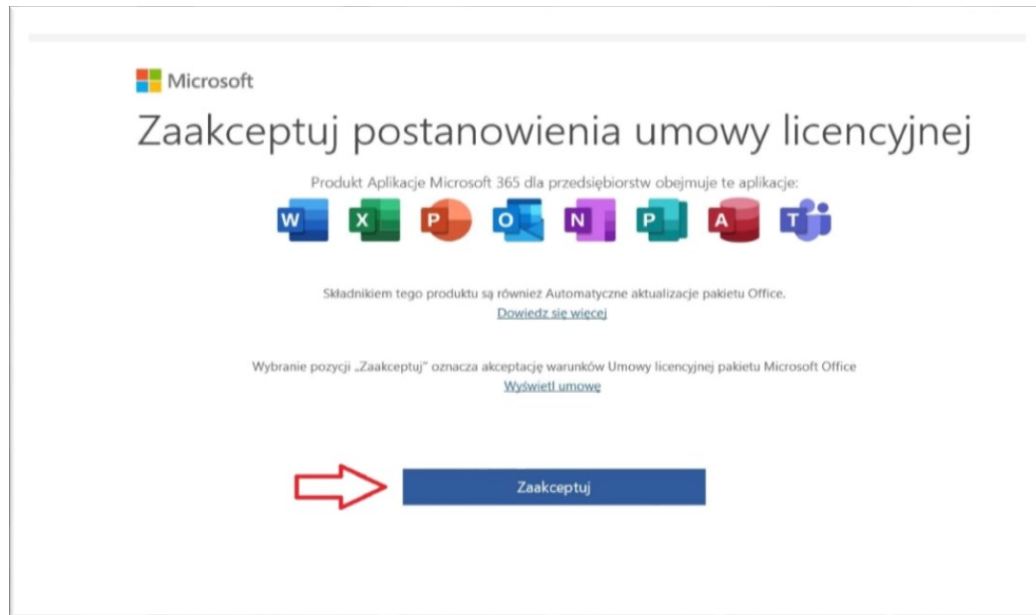 Microsoft
Zaakceptuj postanowienia umowy licencyjnej
Produkt Aplikacje Microsoft 365 dla przedsiębiorstw obejmuje te aplikacje:
W X P O N P A T
Składnikiem tego produktu są również Automatyczne aktualizacje pakietu Office.
Dowiedz się więcej
Wybranie pozycji „Zaakceptuj” oznacza akceptację warunków Umowy licencyjnej pakietu Microsoft Office
Wyświetl umowę
Zaakceptuj